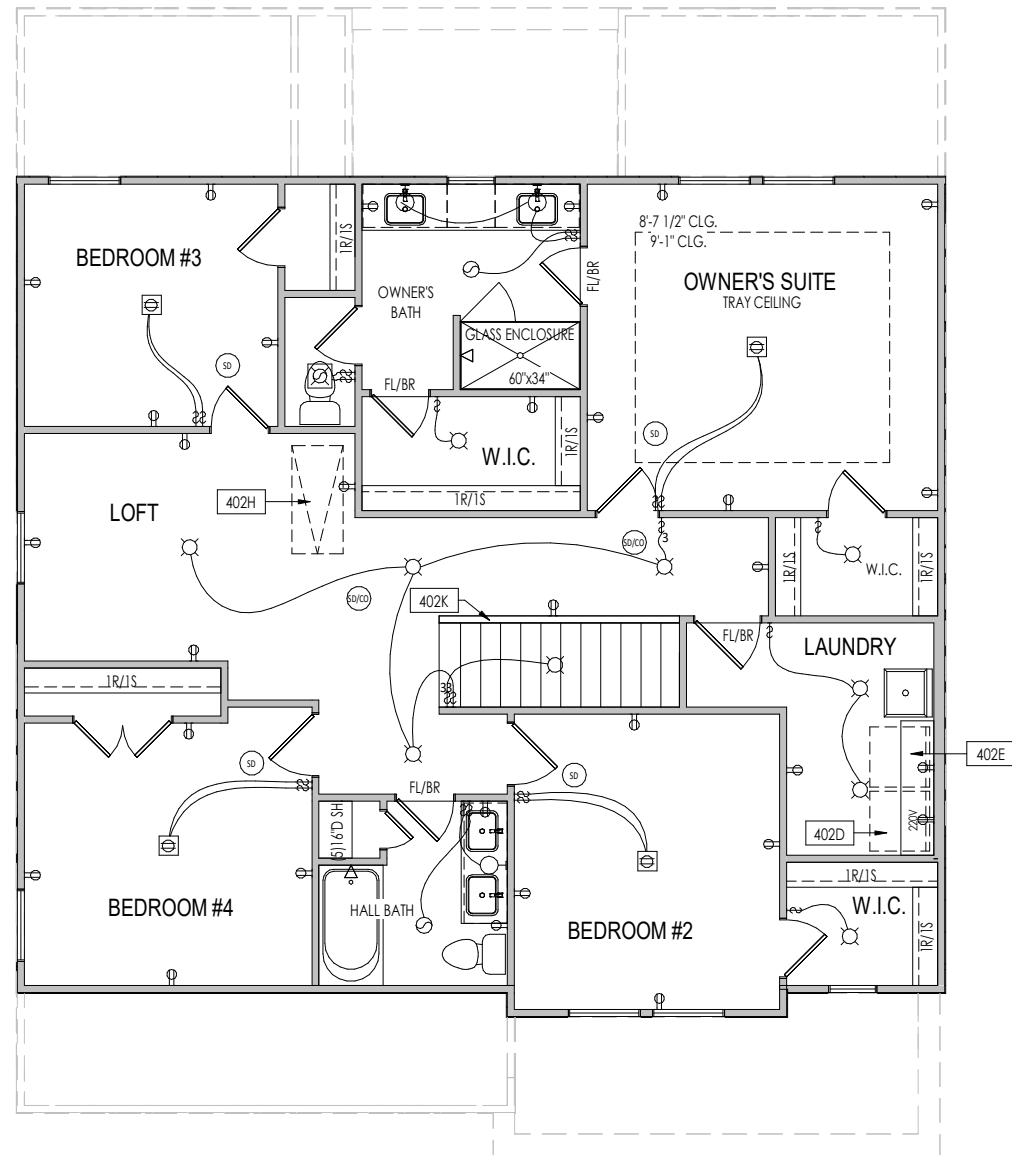 8'-7 1/2" CLG.
9'-1" CLG.
BEDROOM #3
1R/1S
OWNER'S
BATH
FL/BR
OWNER'S SUITE
TRAY CEILING
GLASS ENCLOSURE
60"x34"
SD
FL/BR
W.I.C.
1R/1S
1R/1S
SD
402H
LOFT
SD/CO
3
1R/1S
W.I.C.
1R/1S
SD/CO
402K
FL/BR
LAUNDRY
1R/1S
33
402E
SD
SD
FL/BR
220V
402D
(5)16"D SH.
BEDROOM #4
HALL BATH
BEDROOM #2
1R/1S
W.I.C.
1R/1S